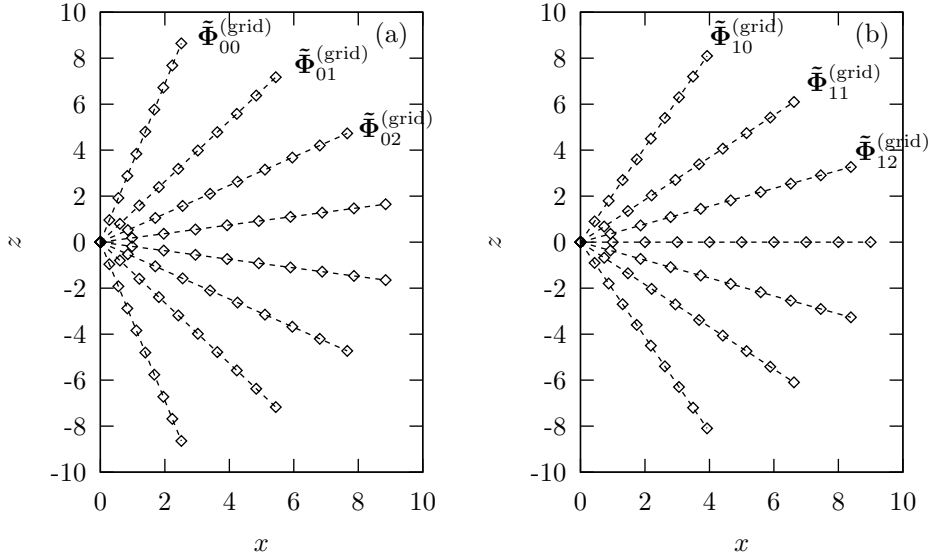 10
8
6
4
2
0
-2
-4
-6
-8
-10
0 2 4 6 8 10
z
x
(a)
Φ̃₀₀^(grid)
Φ̃₀₁^(grid)
Φ̃₀₂^(grid)
10
8
6
4
2
0
-2
-4
-6
-8
-10
0 2 4 6 8 10
z
x
(b)
Φ̃₁₀^(grid)
Φ̃₁₁^(grid)
Φ̃₁₂^(grid)